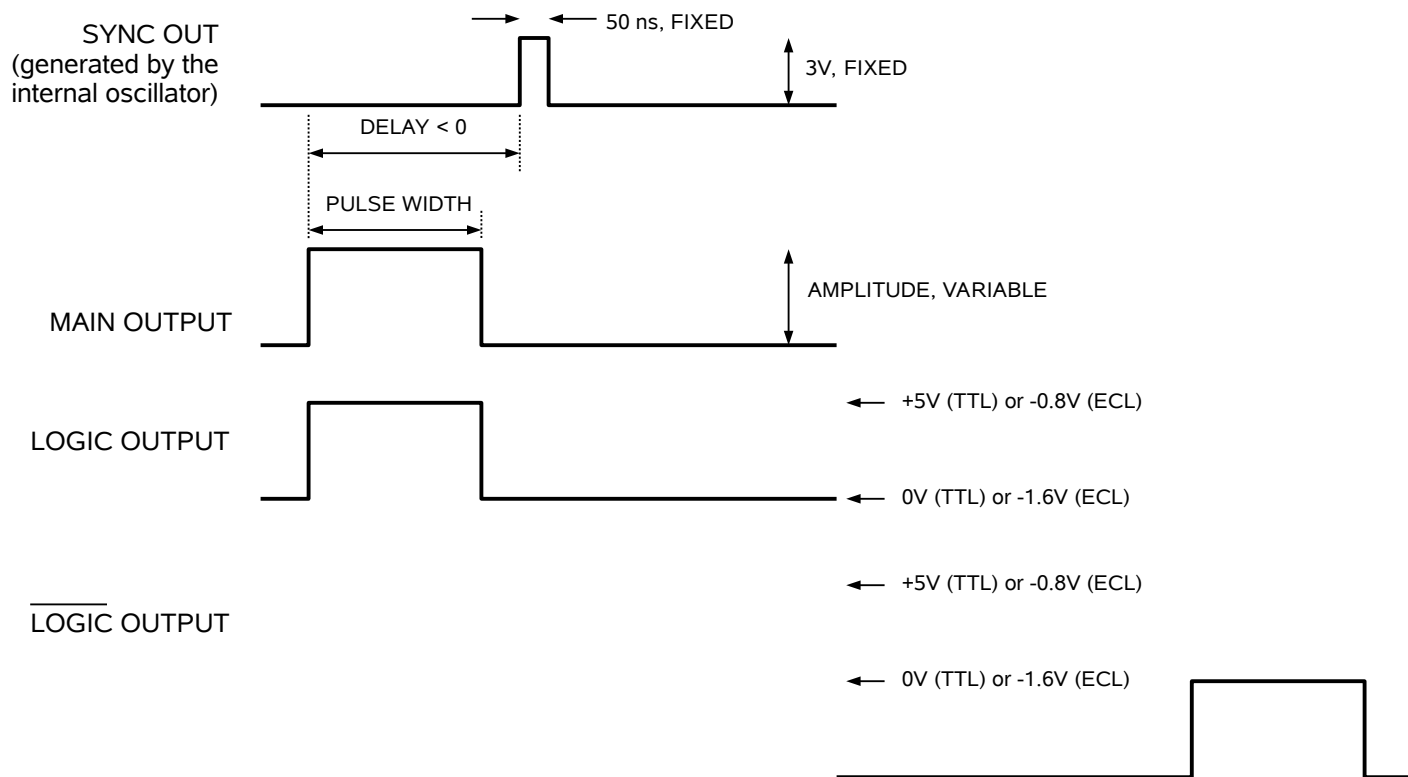 SYNC OUT
(generated by the
internal oscillator)
50 ns, FIXED
3V, FIXED
DELAY < 0
PULSE WIDTH
MAIN OUTPUT
AMPLITUDE, VARIABLE
LOGIC OUTPUT
+5V (TTL) or -0.8V (ECL)
0V (TTL) or -1.6V (ECL)
LOGIC OUTPUT
+5V (TTL) or -0.8V (ECL)
0V (TTL) or -1.6V (ECL)